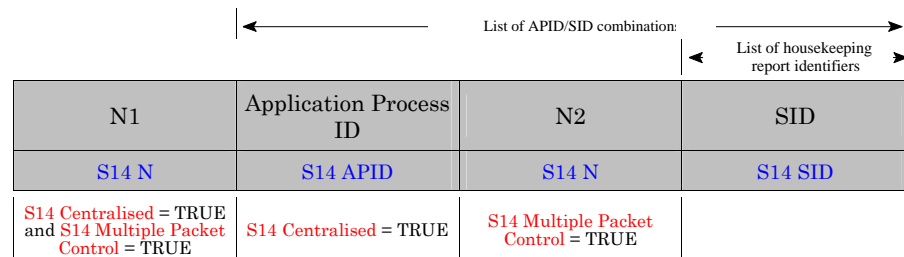 List of APID/SID combinations
List of housekeeping
report identifiers
N1
Application Process
ID
N2
SID
S14 N
S14 APID
S14 N
S14 SID
S14 Centralised = TRUE
and S14 Multiple Packet
Control = TRUE
S14 Centralised = TRUE
S14 Multiple Packet
Control = TRUE